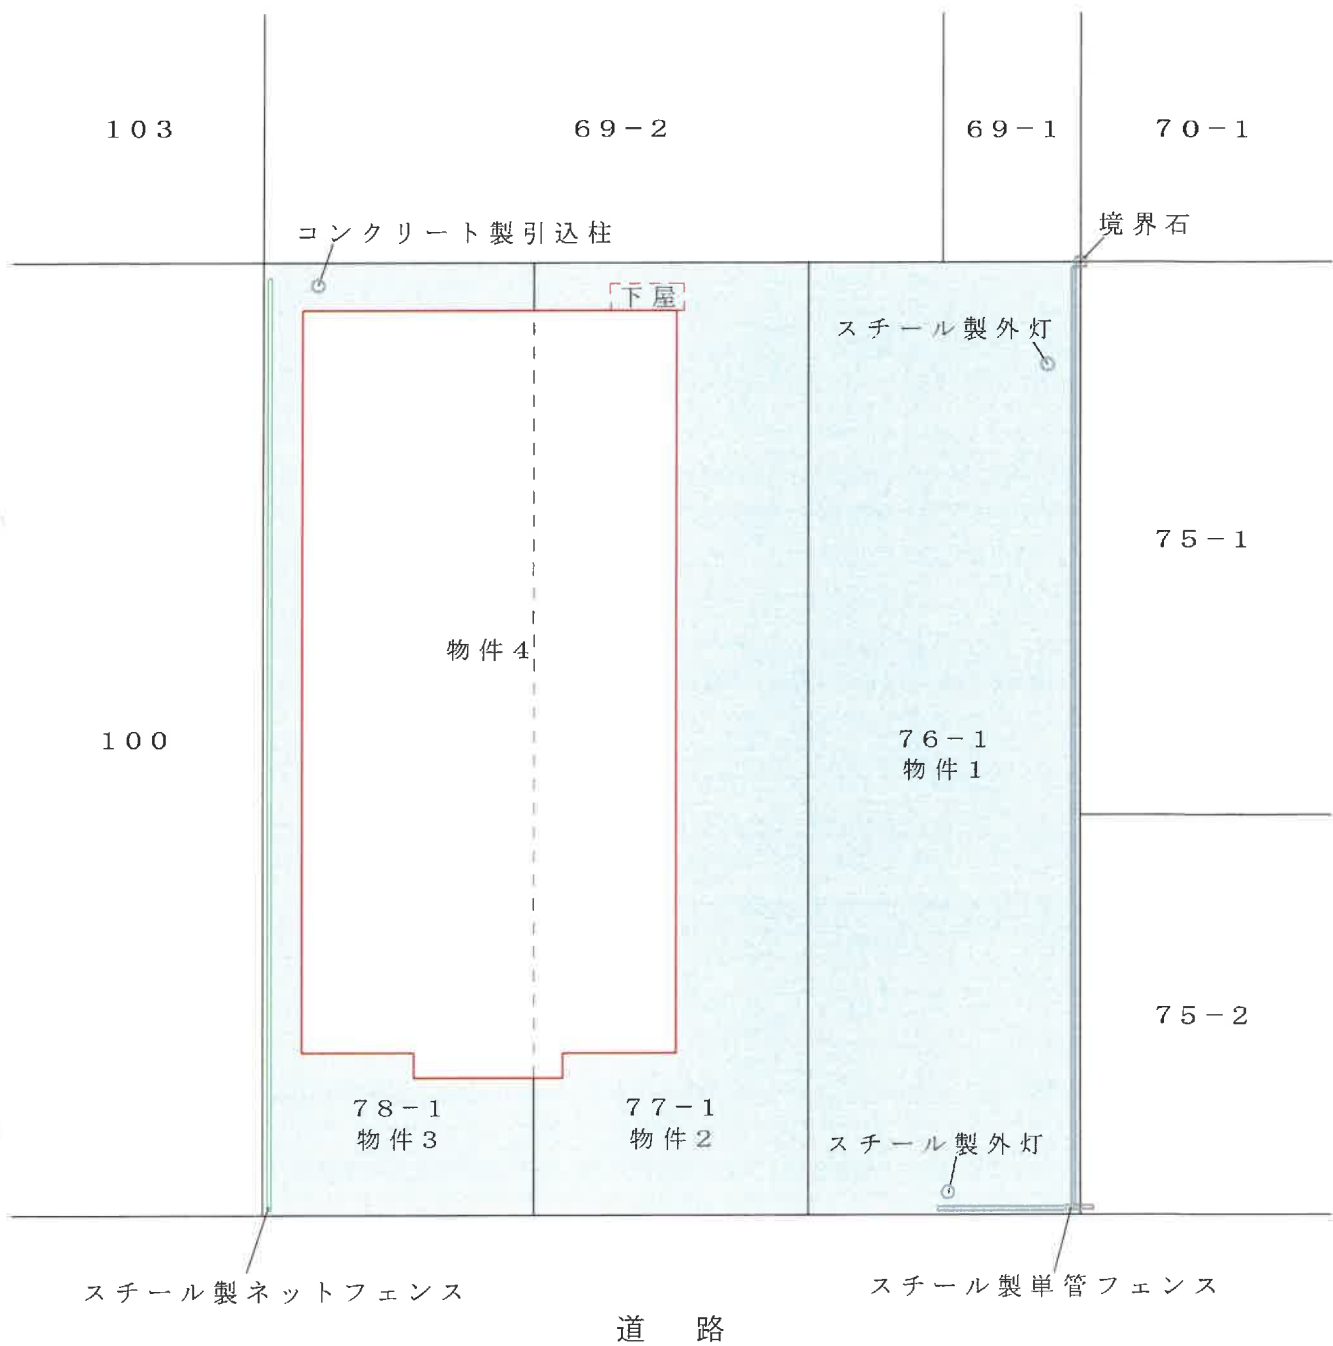 103
69-2
69-1
70-1
コンクリート製引込柱
境界石
下屋
スチール製外灯
75-1
物件4
100
76-1
物件1
75-2
78-1
物件3
77-1
物件2
スチール製外灯
スチール製ネットフェンス
スチール製単管フェンス
道 路